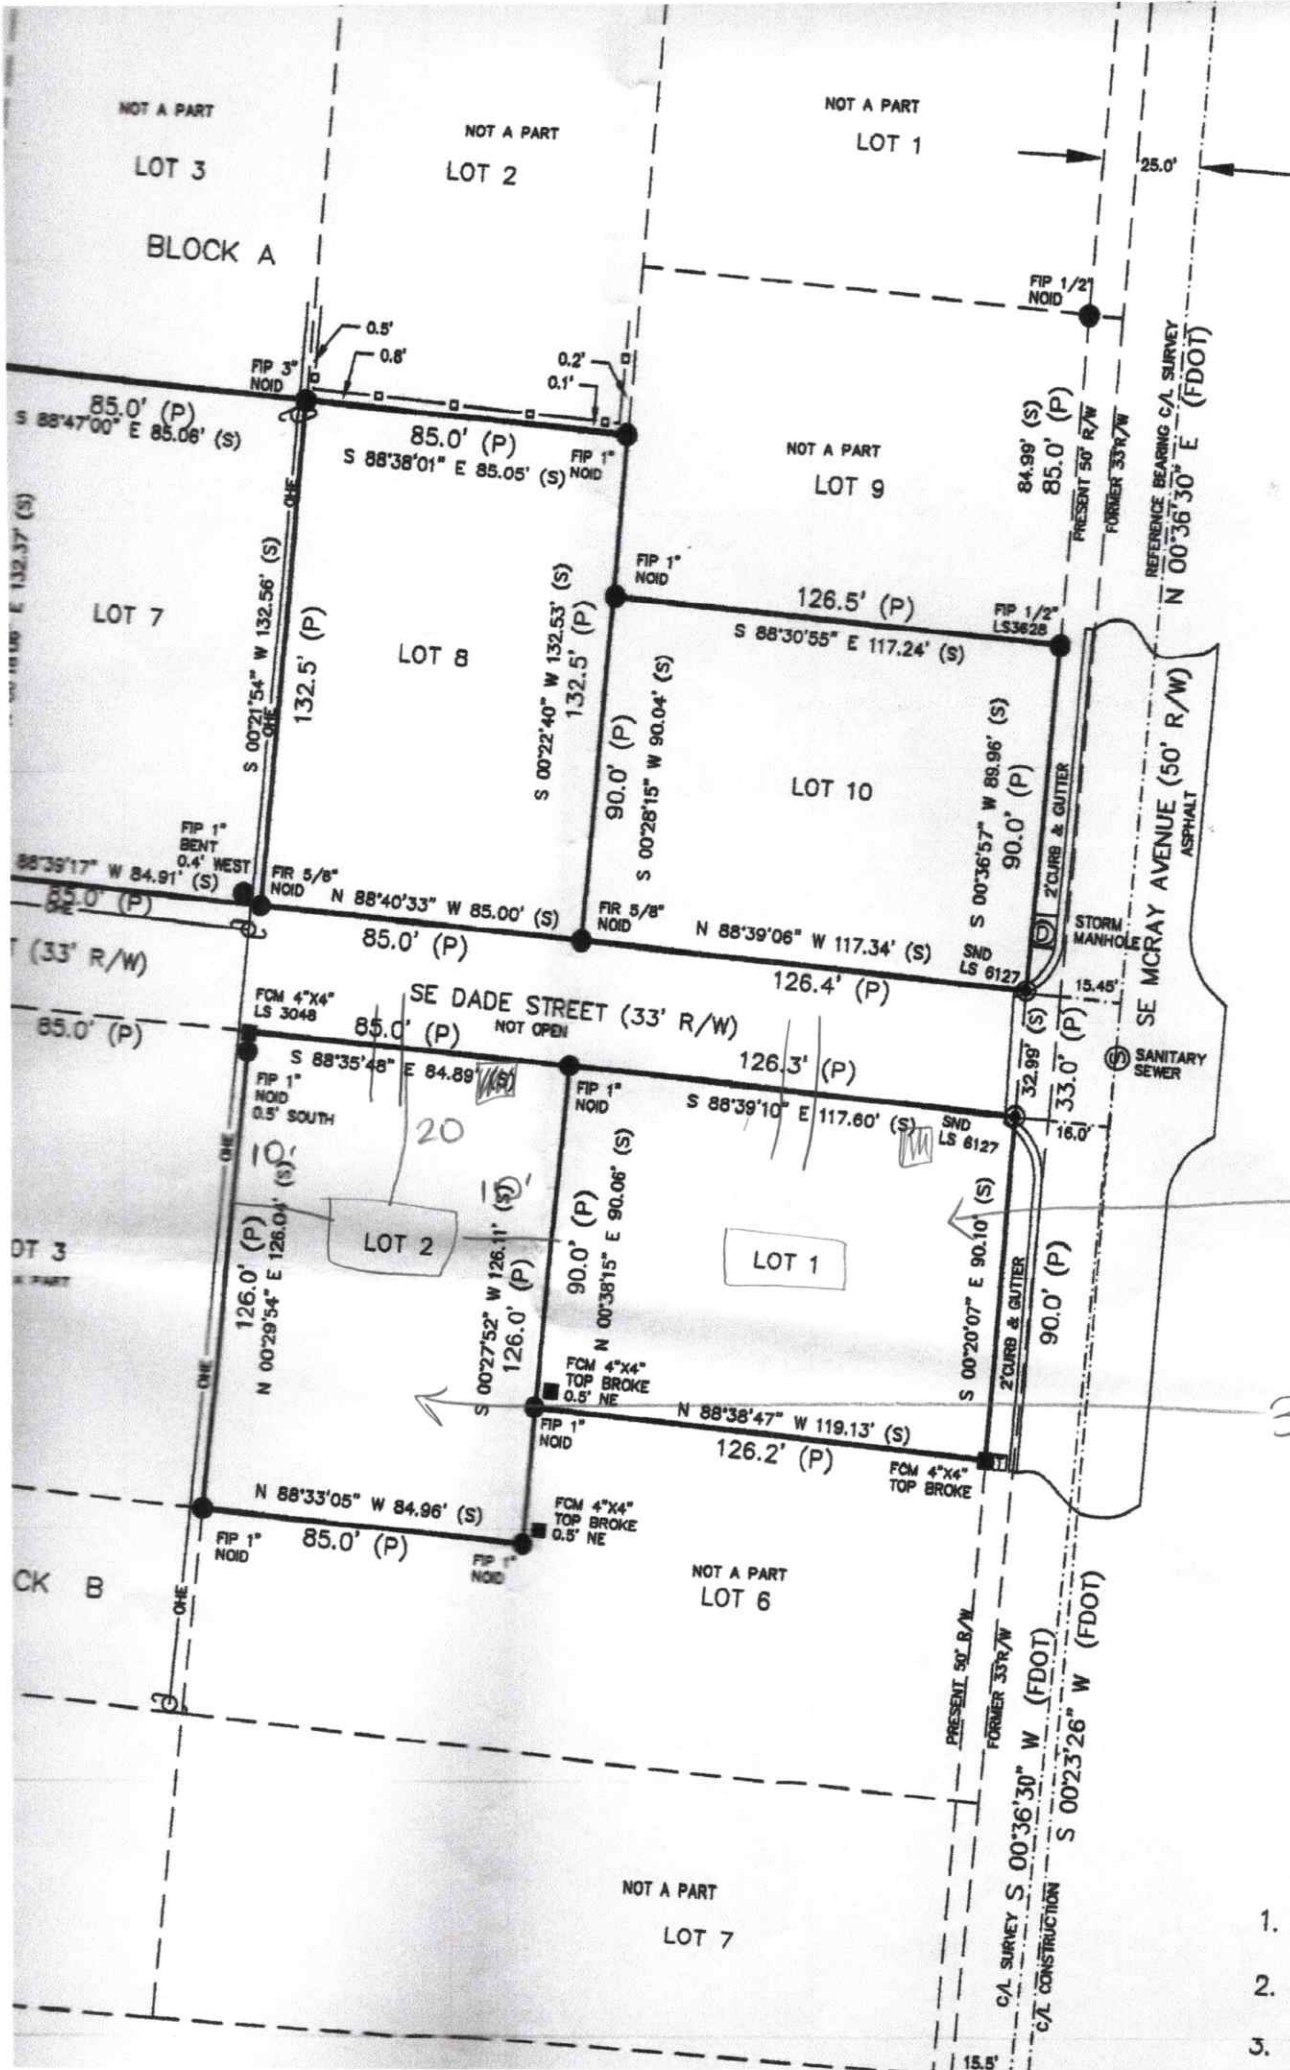 NOT A PART
LOT 3
BLOCK A
NOT A PART
LOT 2
NOT A PART
LOT 1
25.0'
FIP 1/2"
NOID
0.5'
0.8'
0.2'
0.1'
FIP 3"
NOID
85.0' (P)
S 88°47'00" E 85.06' (S)
85.0' (P)
S 88°38'01" E 85.05' (S)
FIP 1"
NOID
NOT A PART
LOT 9
84.99' (S)
85.0' (P)
PRESENT 50' R/W
FORMER 33'R/W
REFERENCE BEARING C/L SURVEY
N 00°36'30" E (FDOT)
E 132.37' (S)
LOT 7
OHE
S 00°21'54" W 132.56' (S)
OHE
132.5' (P)
LOT 8
S 00°22'40" W 132.53' (S)
132.5' (P)
FIP 1"
NOID
126.5' (P)
S 88°30'55" E 117.24' (S)
FIP 1/2"
LS3628
90.0' (P)
S 00°28'15" W 90.04' (S)
LOT 10
S 00°36'57" W 89.96' (S)
90.0' (P)
2'CURB & GUTTER
SE MCRAY AVENUE (50' R/W)
ASPHALT
FIP 1"
BENT
0.4' WEST
88°39'17" W 84.91' (S)
85.0' (P)
OHE
FIR 5/8"
NOID
N 88°40'33" W 85.00' (S)
85.0' (P)
FIR 5/8"
NOID
N 88°39'06" W 117.34' (S)
126.4' (P)
SND
LS 6127
D
STORM
MANHOLE
15.45'
(33' R/W)
85.0' (P)
FCM 4"X4"
LS 3048
SE DADE STREET (33' R/W)
NOT OPEN
85.0' (P)
S 88°35'48" E 84.89' (S)
126.3' (P)
S 88°39'10" E 117.60' (S)
32.99' (S)
33.0' (P)
S
SANITARY
SEWER
SND
LS 6127
16.0'
FIP 1"
NOID
0.5' SOUTH
FIP 1"
NOID
20
10'
OHE
126.0' (P)
N 00°29'54" E 126.04' (S)
LOT 2
S 00°27'52" W 126.11' (S)
126.0' (P)
90.0' (P)
N 00°38'15" E 90.06' (S)
LOT 1
S 00°20'07" E 90.10' (S)
2'CURB & GUTTER
90.0' (P)
OT 3
A PART
OHE
FCM 4"X4"
TOP BROKE
0.5' NE
FIP 1"
NOID
N 88°38'47" W 119.13' (S)
126.2' (P)
FCM 4"X4"
TOP BROKE
N 88°33'05" W 84.96' (S)
85.0' (P)
FIP 1"
NOID
FCM 4"X4"
TOP BROKE
0.5' NE
FIP 1"
NOID
CK B
OHE
NOT A PART
LOT 6
PRESENT 50' R/W
FORMER 33'R/W
C/L SURVEY S 00°36'30" W (FDOT)
C/L CONSTRUCTION
S 00°23'26" W (FDOT)
NOT A PART
LOT 7
15.5'
1.
2.
3.